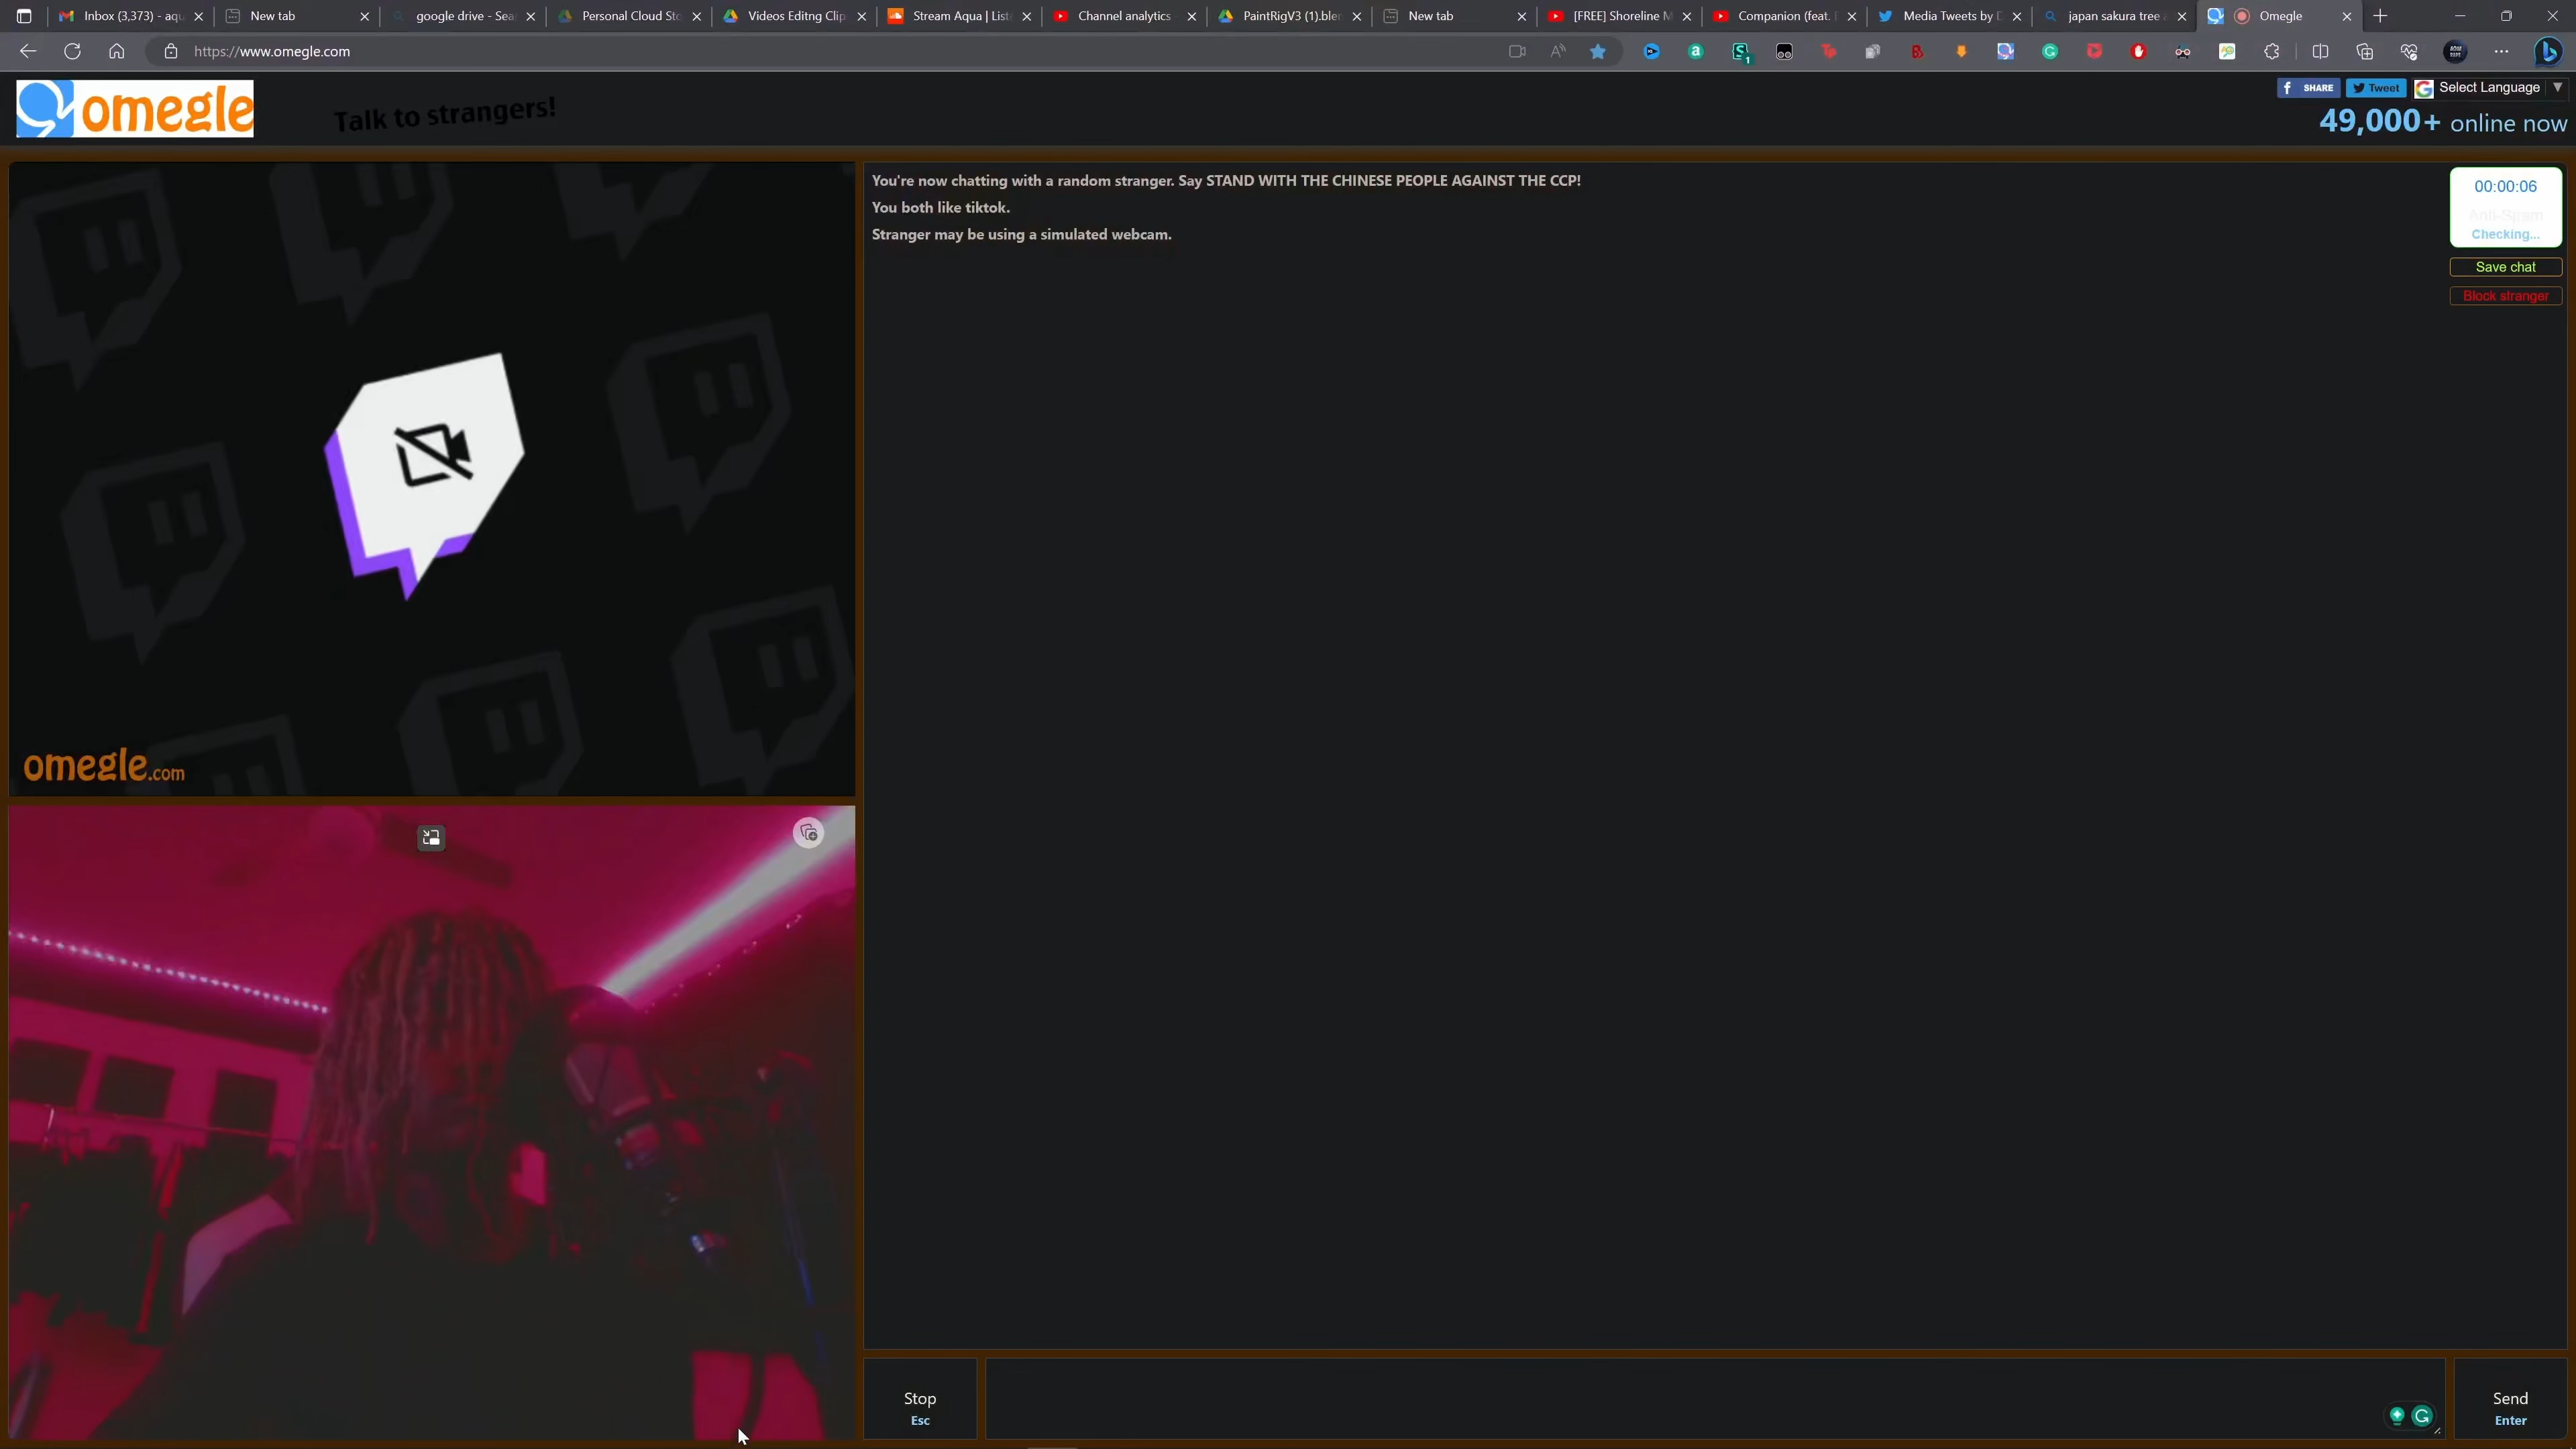 Inbox (3,373) - aqu
New tab
google drive - Sea
Personal Cloud Sto
Videos Editng Clip
Stream Aqua | Liste
Channel analytics
PaintRigV3 (1).bler
New tab
[FREE] Shoreline M
Companion (feat.
Media Tweets by D
japan sakura tree
Omegle
https://www.omegle.com
omegle
Talk to strangers!
SHARE
Tweet
Select Language
49,000+ online now
You're now chatting with a random stranger. Say STAND WITH THE CHINESE PEOPLE AGAINST THE CCP!
You both like tiktok.
Stranger may be using a simulated webcam.
00:00:06
Anti-Spam
Checking...
Save chat
Block stranger
omegle.com
Stop
Esc
Send
Enter